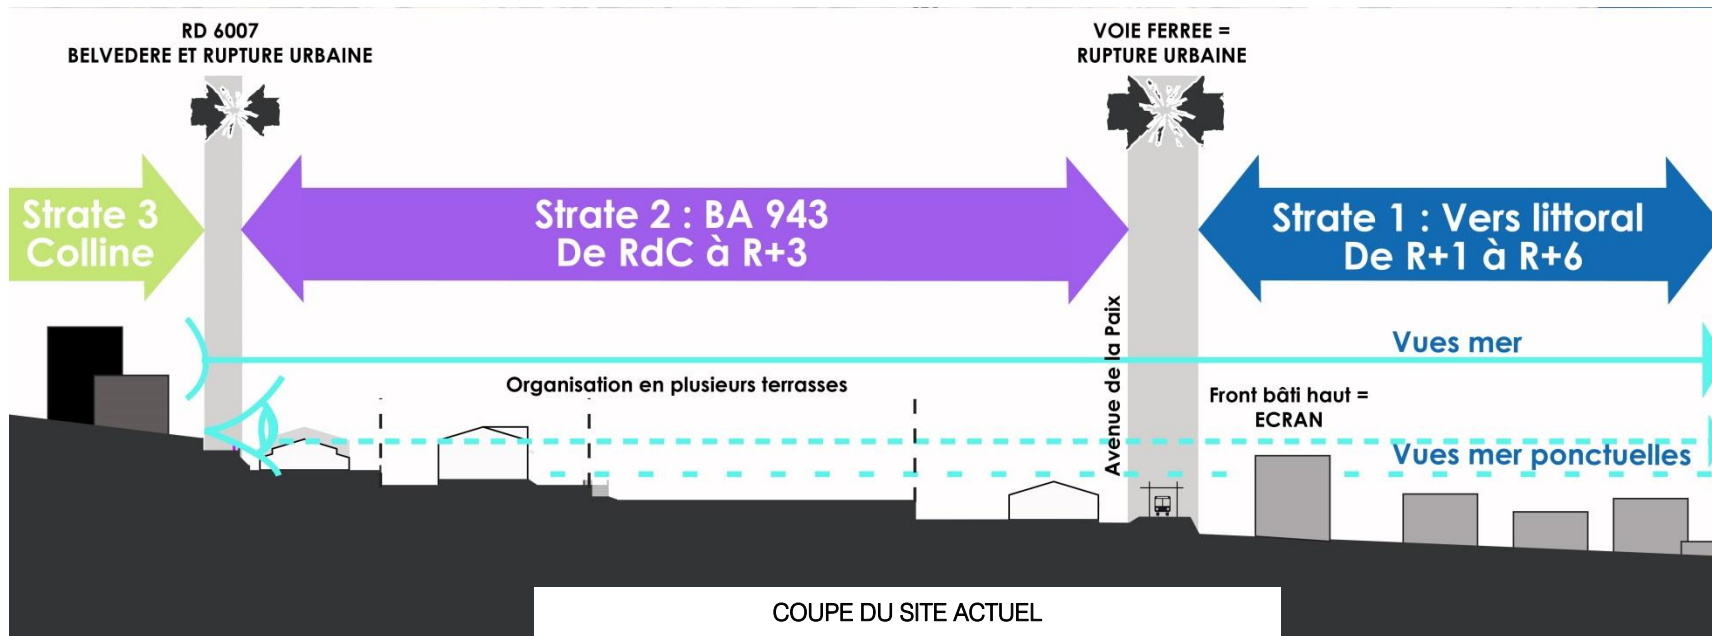 RD 6007
BELVEDERE ET RUPTURE URBAINE
VOIE FERREE =
RUPTURE URBAINE
Strate 3
Colline
Strate 2 : BA 943
De RdC à R+3
Strate 1 : Vers littoral
De R+1 à R+6
Avenue de la Paix
Vues mer
Organisation en plusieurs terrasses
Front bâti haut =
ECRAN
Vues mer ponctuelles
COUPE DU SITE ACTUEL